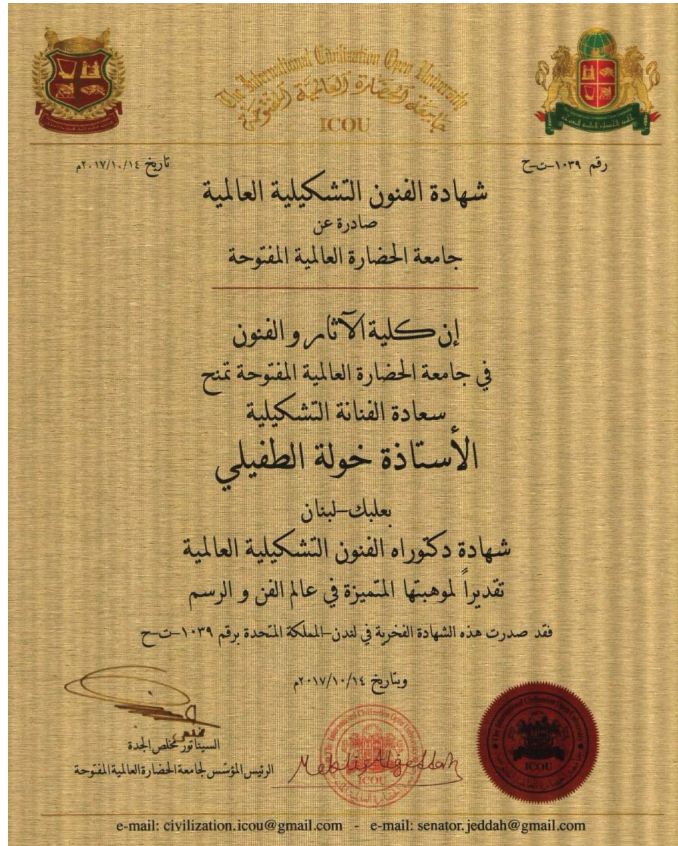 The International Civilisation Open University
جامعة الحضارة العالمية المفتوحة
ICOU
رقم ١٠٣٩-ت-ح
تاريخ ٢٠١٧/١٠/١٤م
شهادة الفنون التشكيلية العالمية
صادرة عن
جامعة الحضارة العالمية المفتوحة
إن كلية الآثار و الفنون
في جامعة الحضارة العالمية المفتوحة تمنح
سعادة الفنانة التشكيلية
الأستاذة خولة الطفيلي
بعلبك-لبنان
شهادة دكتوراه الفنون التشكيلية العالمية
تقديراً لموهبتها المتميزة في عالم الفن و الرسم
فقد صدرت هذه الشهادة الفخرية في لندن-المملكة المتحدة برقم ١٠٣٩-ت-ح
وبتاريخ ٢٠١٧/١٠/١٤م
السيناتور مخلص الجدة
الرئيس المؤسس لجامعة الحضارة العالمية المفتوحة
ICOU
ICOU
e-mail: civilization.icou@gmail.com - e-mail: senator.jeddah@gmail.com